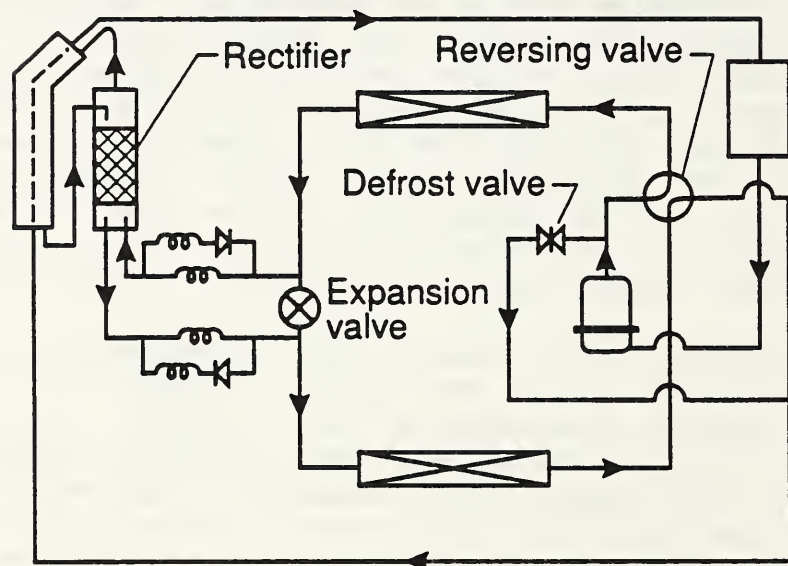 Rectifier
Reversing valve
Defrost valve
Expansion
valve